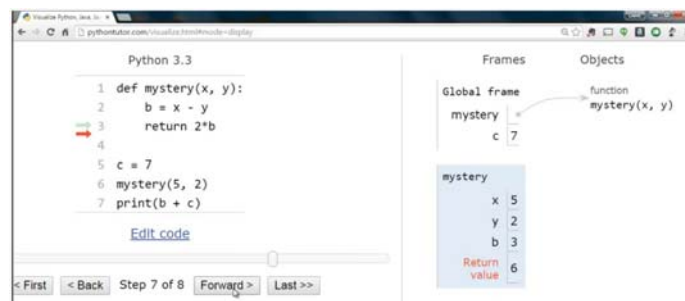 Visualize Python, Java, Ja
pythontutor.com/visualize.html#mode=display
Python 3.3
1 def mystery(x, y):
2     b = x - y
3     return 2*b
4
5 c = 7
6 mystery(5, 2)
7 print(b + c)
Edit code
< First < Back Step 7 of 8 Forward > Last >>
Frames Objects
Global frame
mystery
c 7
function
mystery(x, y)
mystery
x 5
y 2
b 3
Return
value 6